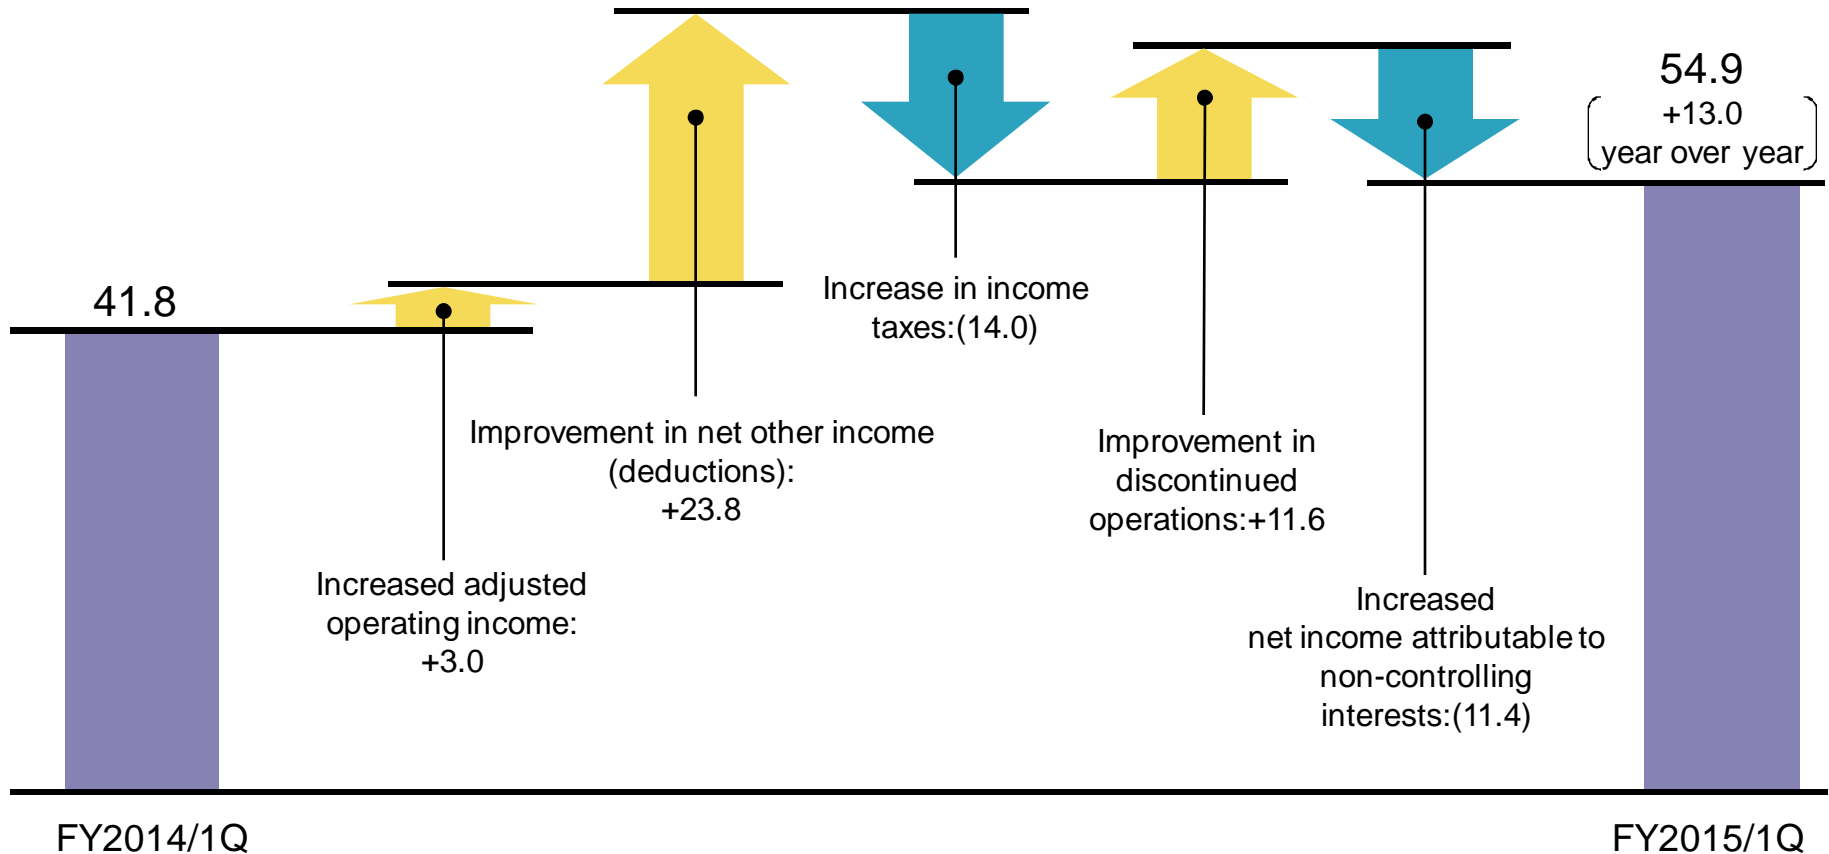 41.8
Increased adjusted
operating income:
+3.0
Improvement in net other income
(deductions):
+23.8
Increase in income
taxes:(14.0)
Improvement in
discontinued
operations:+11.6
Increased
net income attributable to
non-controlling
interests:(11.4)
54.9
+13.0
year over year
FY2014/1Q
FY2015/1Q